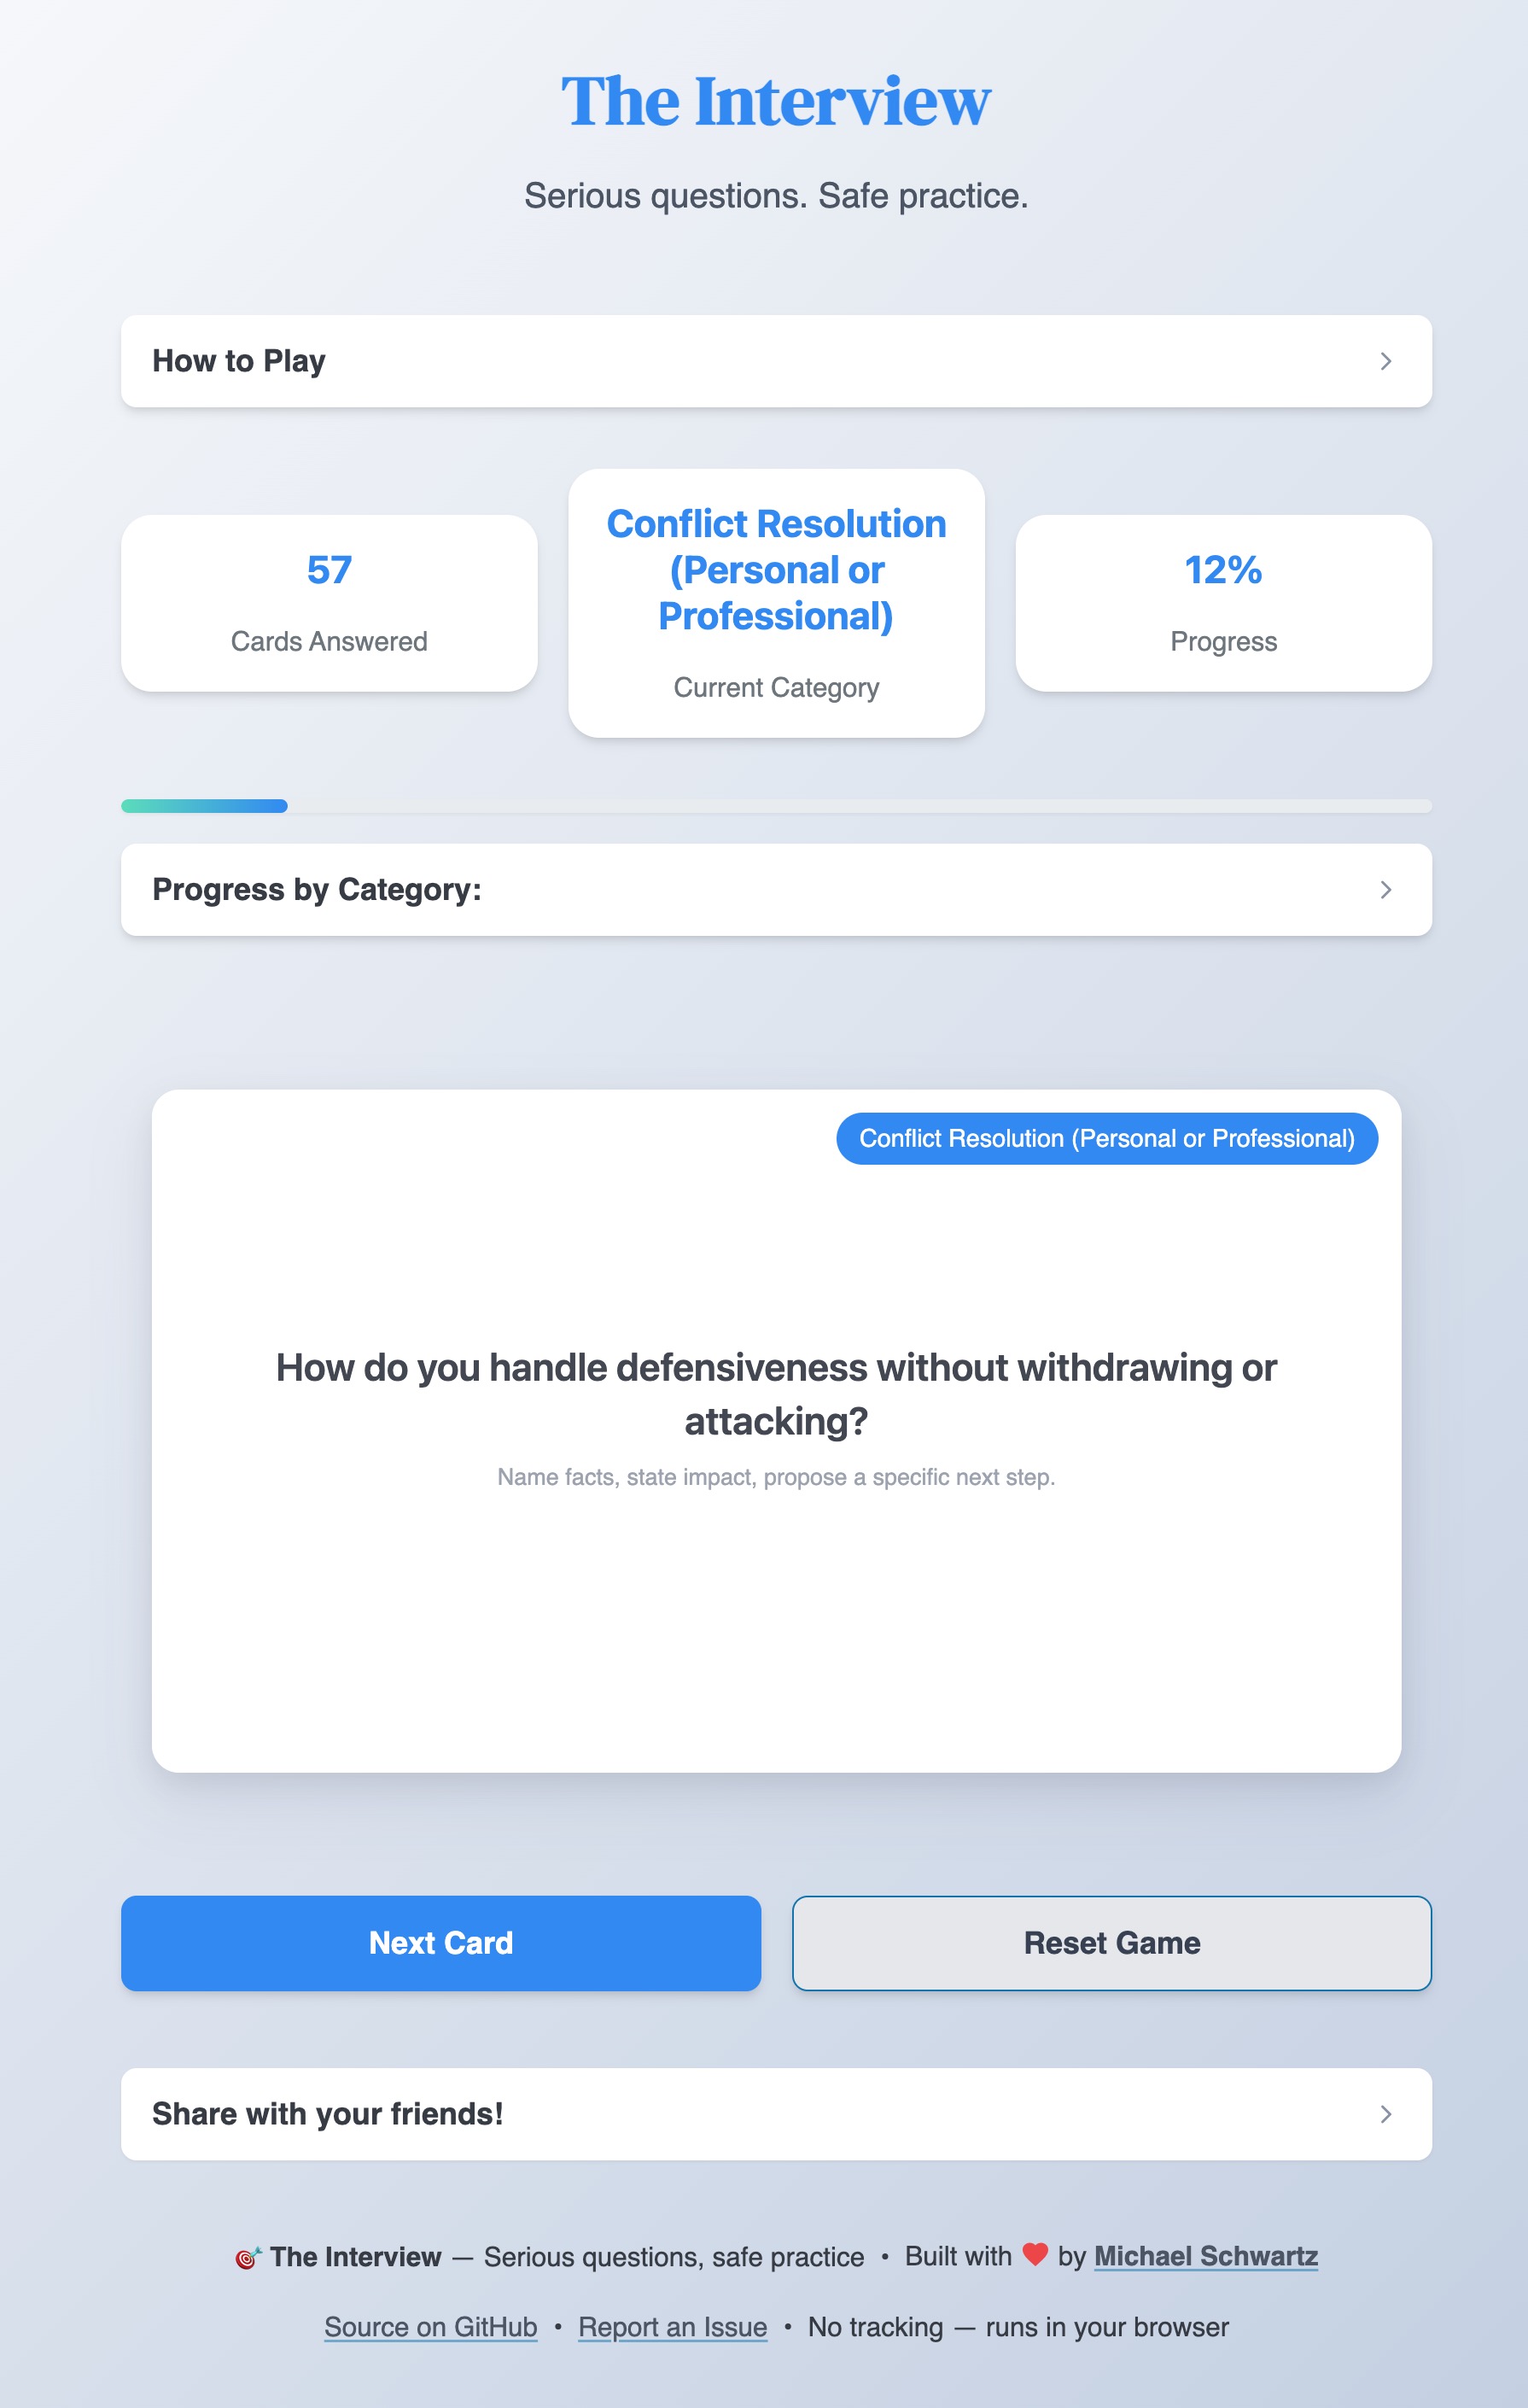 The Interview
Serious questions. Safe practice.
How to Play
57
Cards Answered
Conflict Resolution
(Personal or
Professional)
Current Category
12%
Progress
Progress by Category:
Conflict Resolution (Personal or Professional)
How do you handle defensiveness without withdrawing or
attacking?
Name facts, state impact, propose a specific next step.
Next Card
Reset Game
Share with your friends!
🎯 The Interview — Serious questions, safe practice • Built with ❤️ by Michael Schwartz
Source on GitHub • Report an Issue • No tracking — runs in your browser